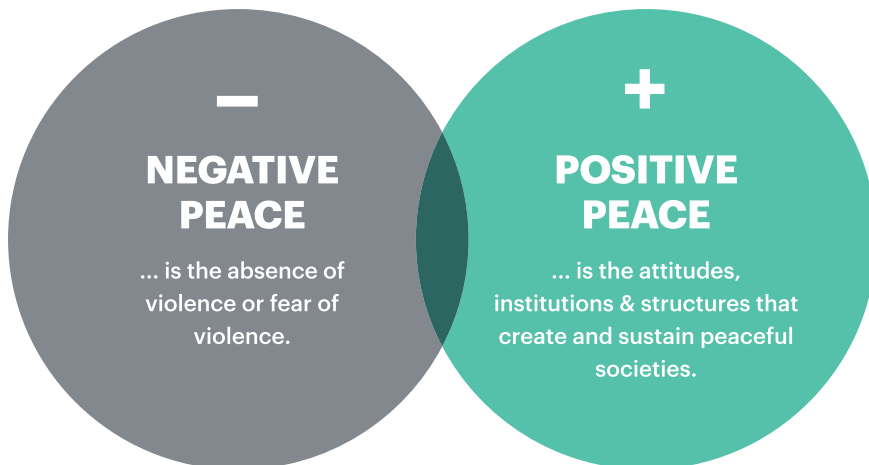 –
NEGATIVE
PEACE
... is the absence of
violence or fear of
violence.
+
POSITIVE
PEACE
... is the attitudes,
institutions & structures that
create and sustain peaceful
societies.